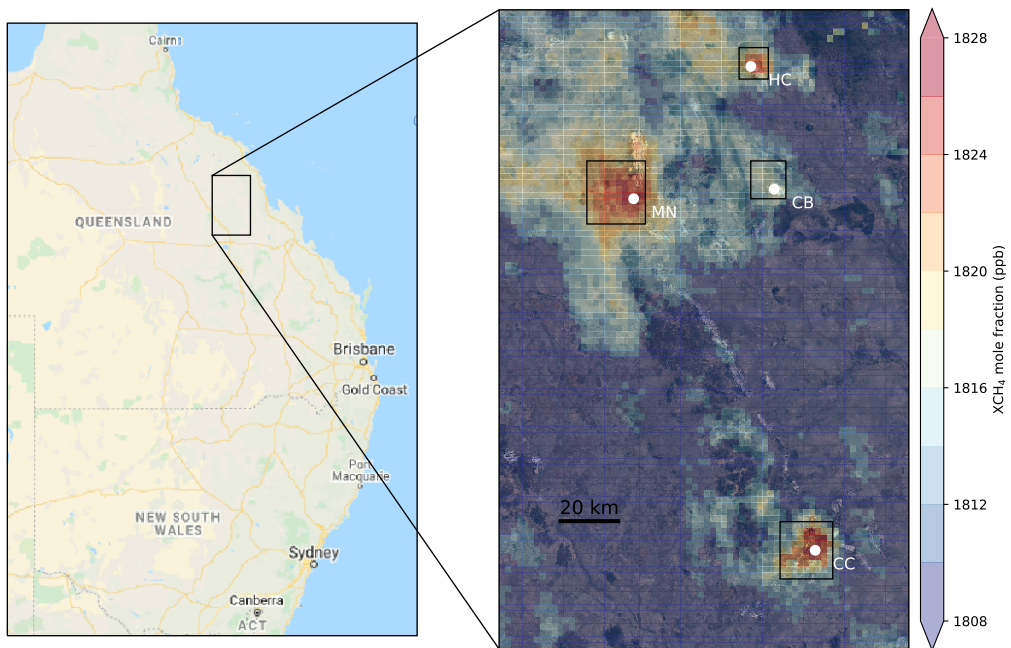 Cairns
QUEENSLAND
Brisbane
Gold Coast
Port
Macquarie
NEW SOUTH
WALES
Sydney
Canberra
ACT
HC
MN
CB
20 km
CC
1828
1824
1820
1816
1812
1808
XCH₄ mole fraction (ppb)